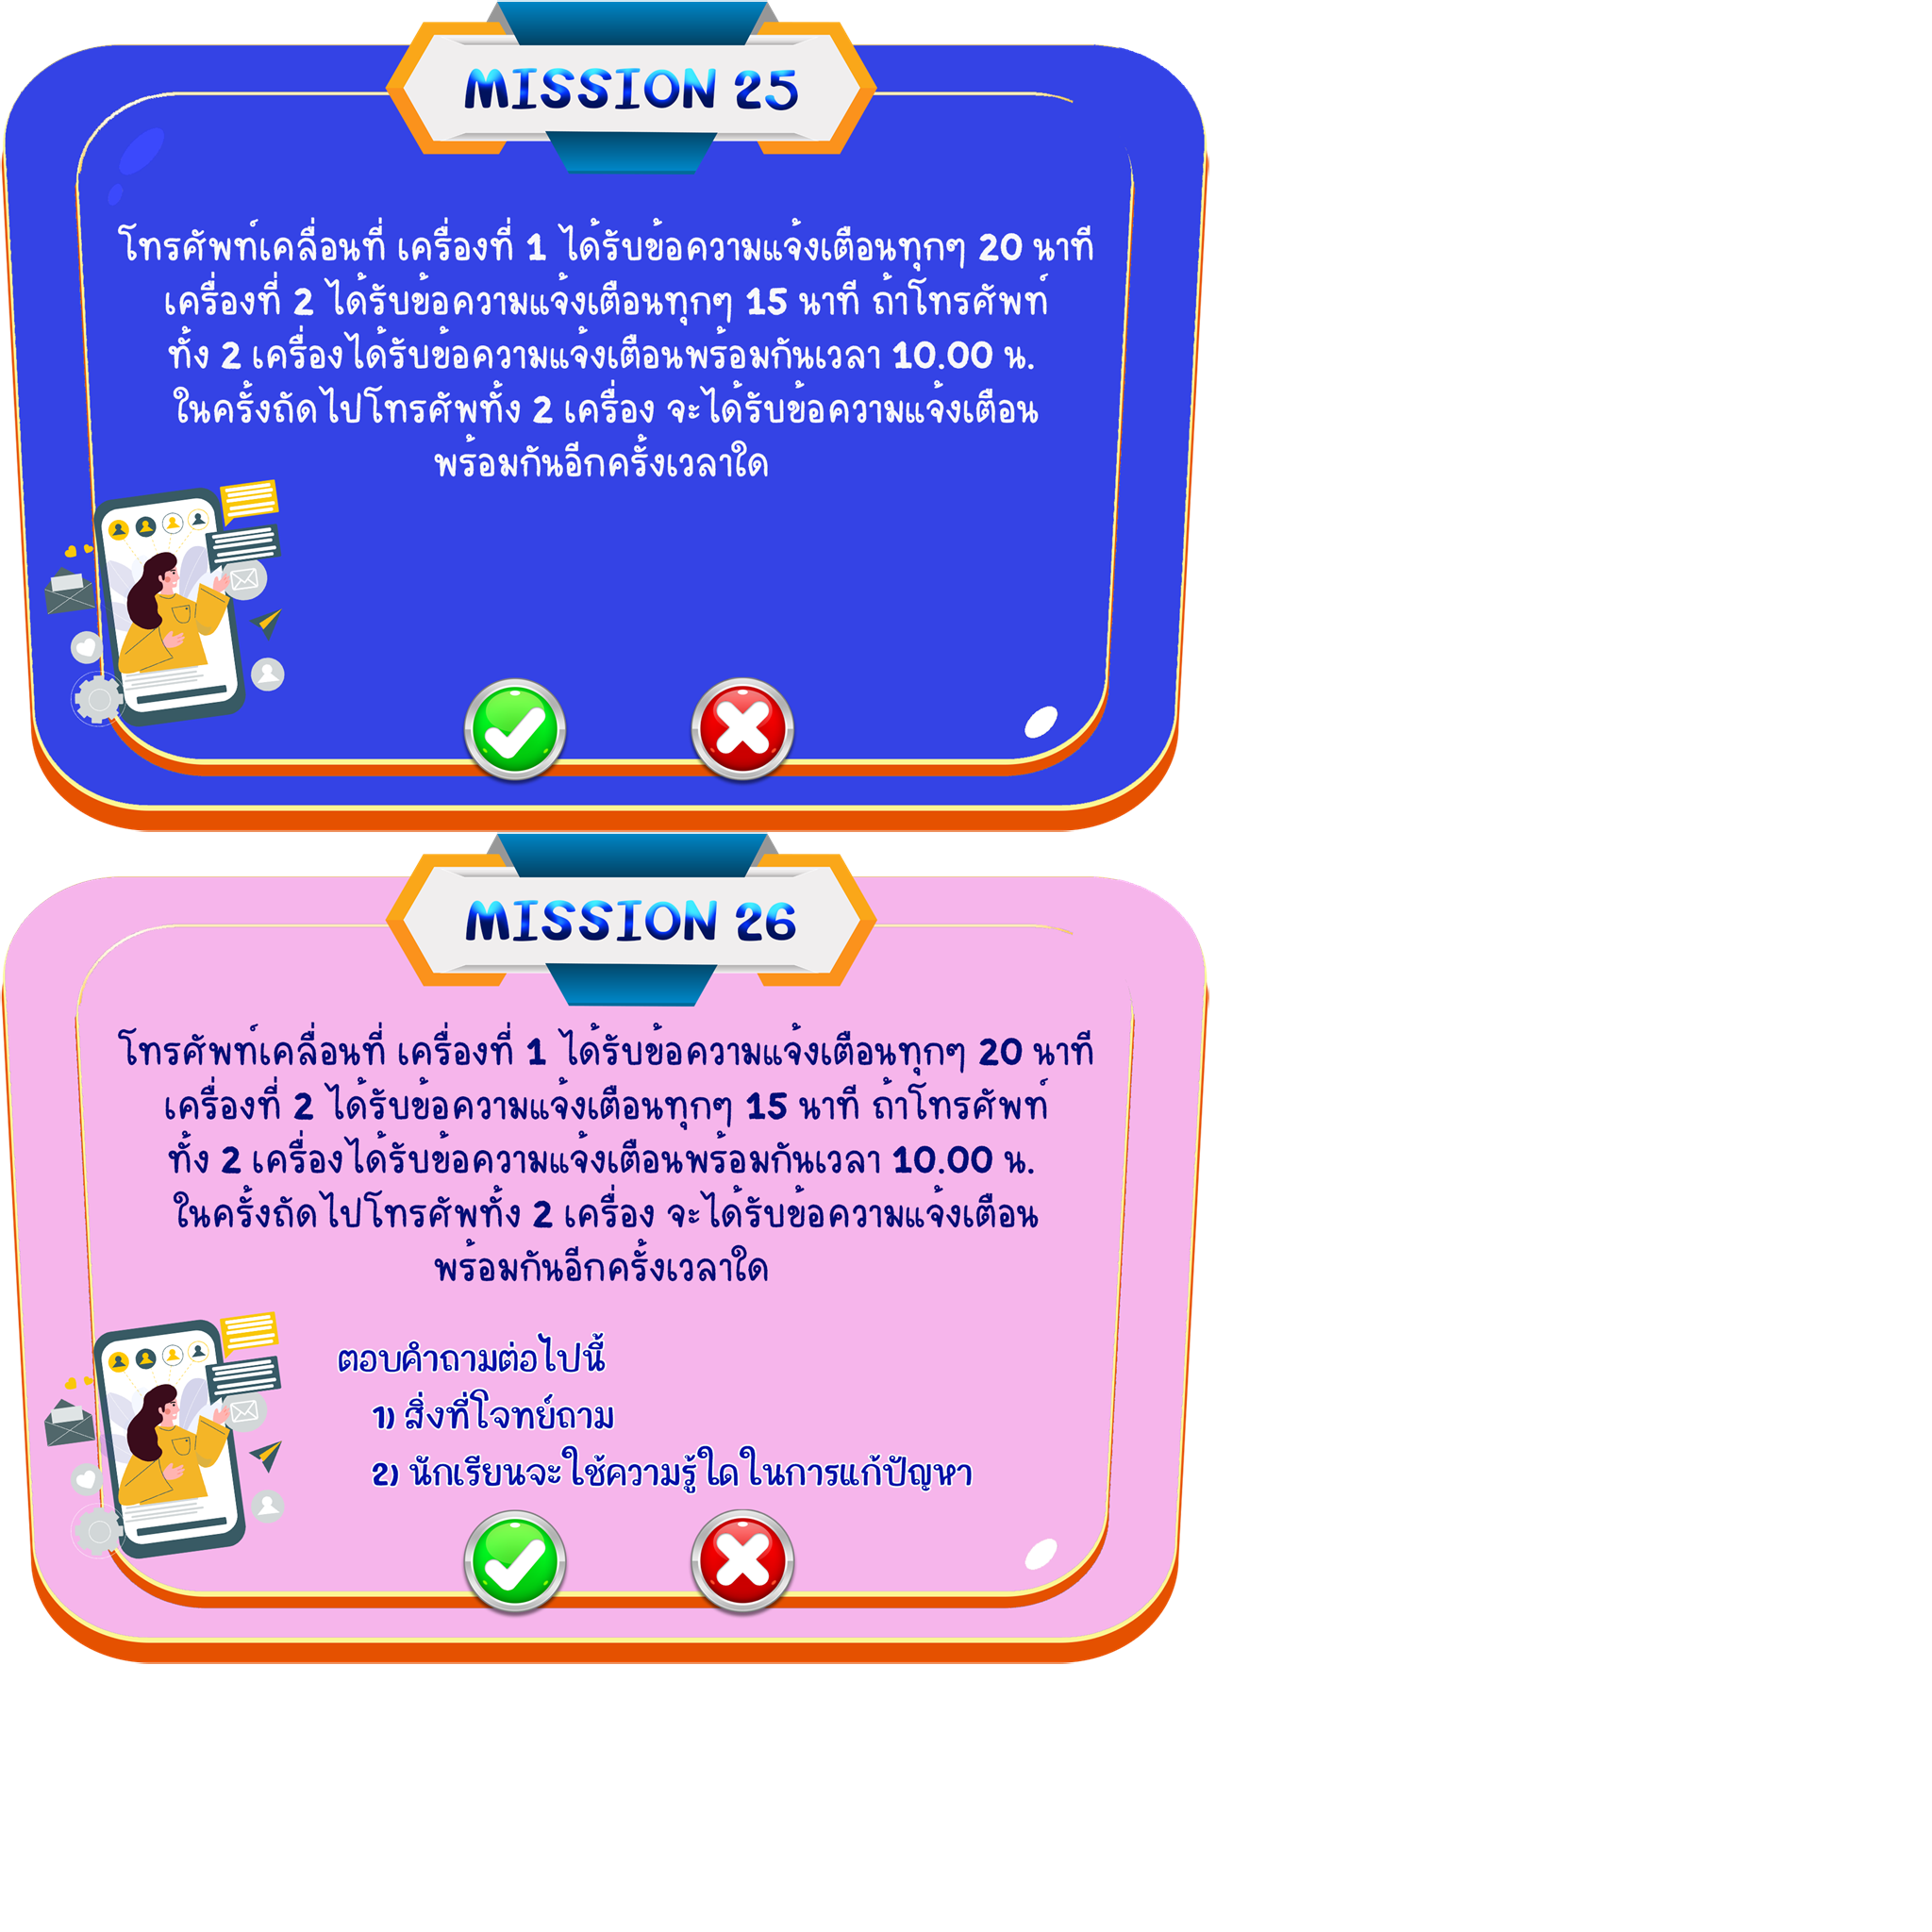 MISSION 25
โทรศัพท์เคลื่อนที่ เครื่องที่ 1 ได้รับข้อความแจ้งเตือนทุกๆ 20 นาที
เครื่องที่ 2 ได้รับข้อความแจ้งเตือนทุกๆ 15 นาที ถ้าโทรศัพท์
ทั้ง 2 เครื่องได้รับข้อความแจ้งเตือนพร้อมกันเวลา 10.00 น.
ในครั้งถัดไปโทรศัพทั้ง 2 เครื่อง จะได้รับข้อความแจ้งเตือน
พร้อมกันอีกครั้งเวลาใด
MISSION 26
โทรศัพท์เคลื่อนที่ เครื่องที่ 1 ได้รับข้อความแจ้งเตือนทุกๆ 20 นาที
เครื่องที่ 2 ได้รับข้อความแจ้งเตือนทุกๆ 15 นาที ถ้าโทรศัพท์
ทั้ง 2 เครื่องได้รับข้อความแจ้งเตือนพร้อมกันเวลา 10.00 น.
ในครั้งถัดไปโทรศัพทั้ง 2 เครื่อง จะได้รับข้อความแจ้งเตือน
พร้อมกันอีกครั้งเวลาใด
ตอบคำถามต่อไปนี้
1) สิ่งที่โจทย์ถาม
2) นักเรียนจะใช้ความรู้ใดในการแก้ปัญหา